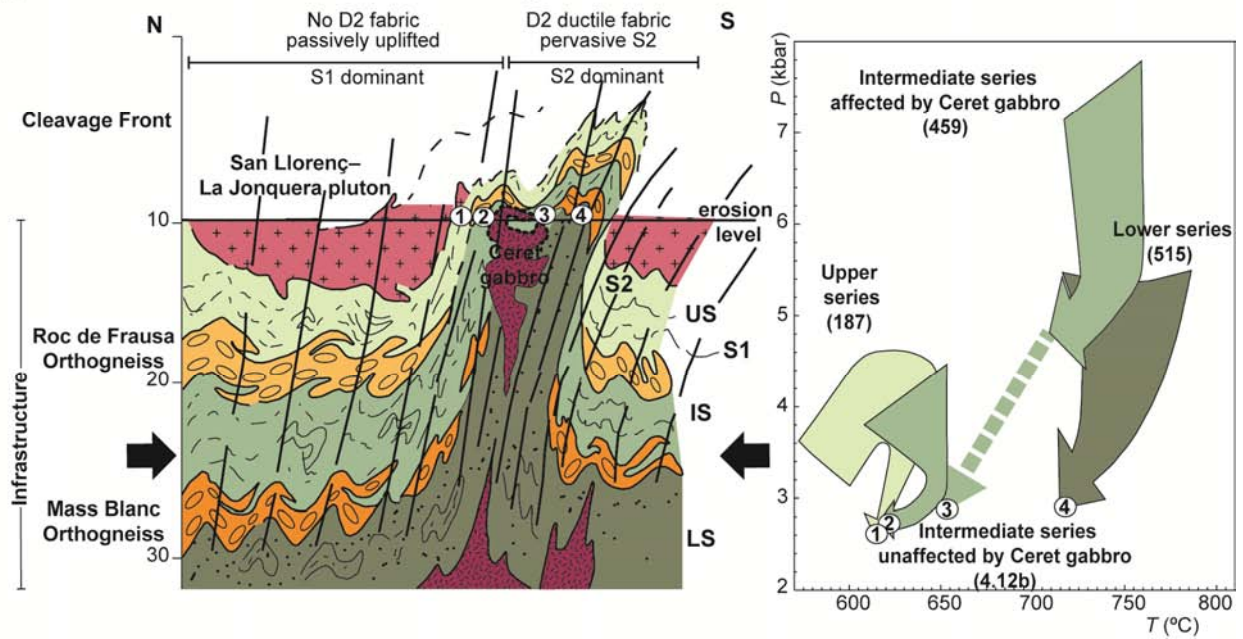 N
No D2 fabric
passively uplifted
D2 ductile fabric
pervasive S2
S
S1 dominant
S2 dominant
Cleavage Front
San Llorenç–
La Jonquera pluton
10
1
2
3
4
erosion
level
Ceret
gabbro
S2
US
Roc de Frausa
Orthogneiss
S1
20
IS
Infrastructure
Mass Blanc
Orthogneiss
LS
30
P (kbar)
7
6
5
4
3
2
Intermediate series
affected by Ceret gabbro
(459)
Lower series
(515)
Upper
series
(187)
1
2
3
4
Intermediate series
unaffected by Ceret gabbro
(4.12b)
600
650
700
750
800
T (ºC)